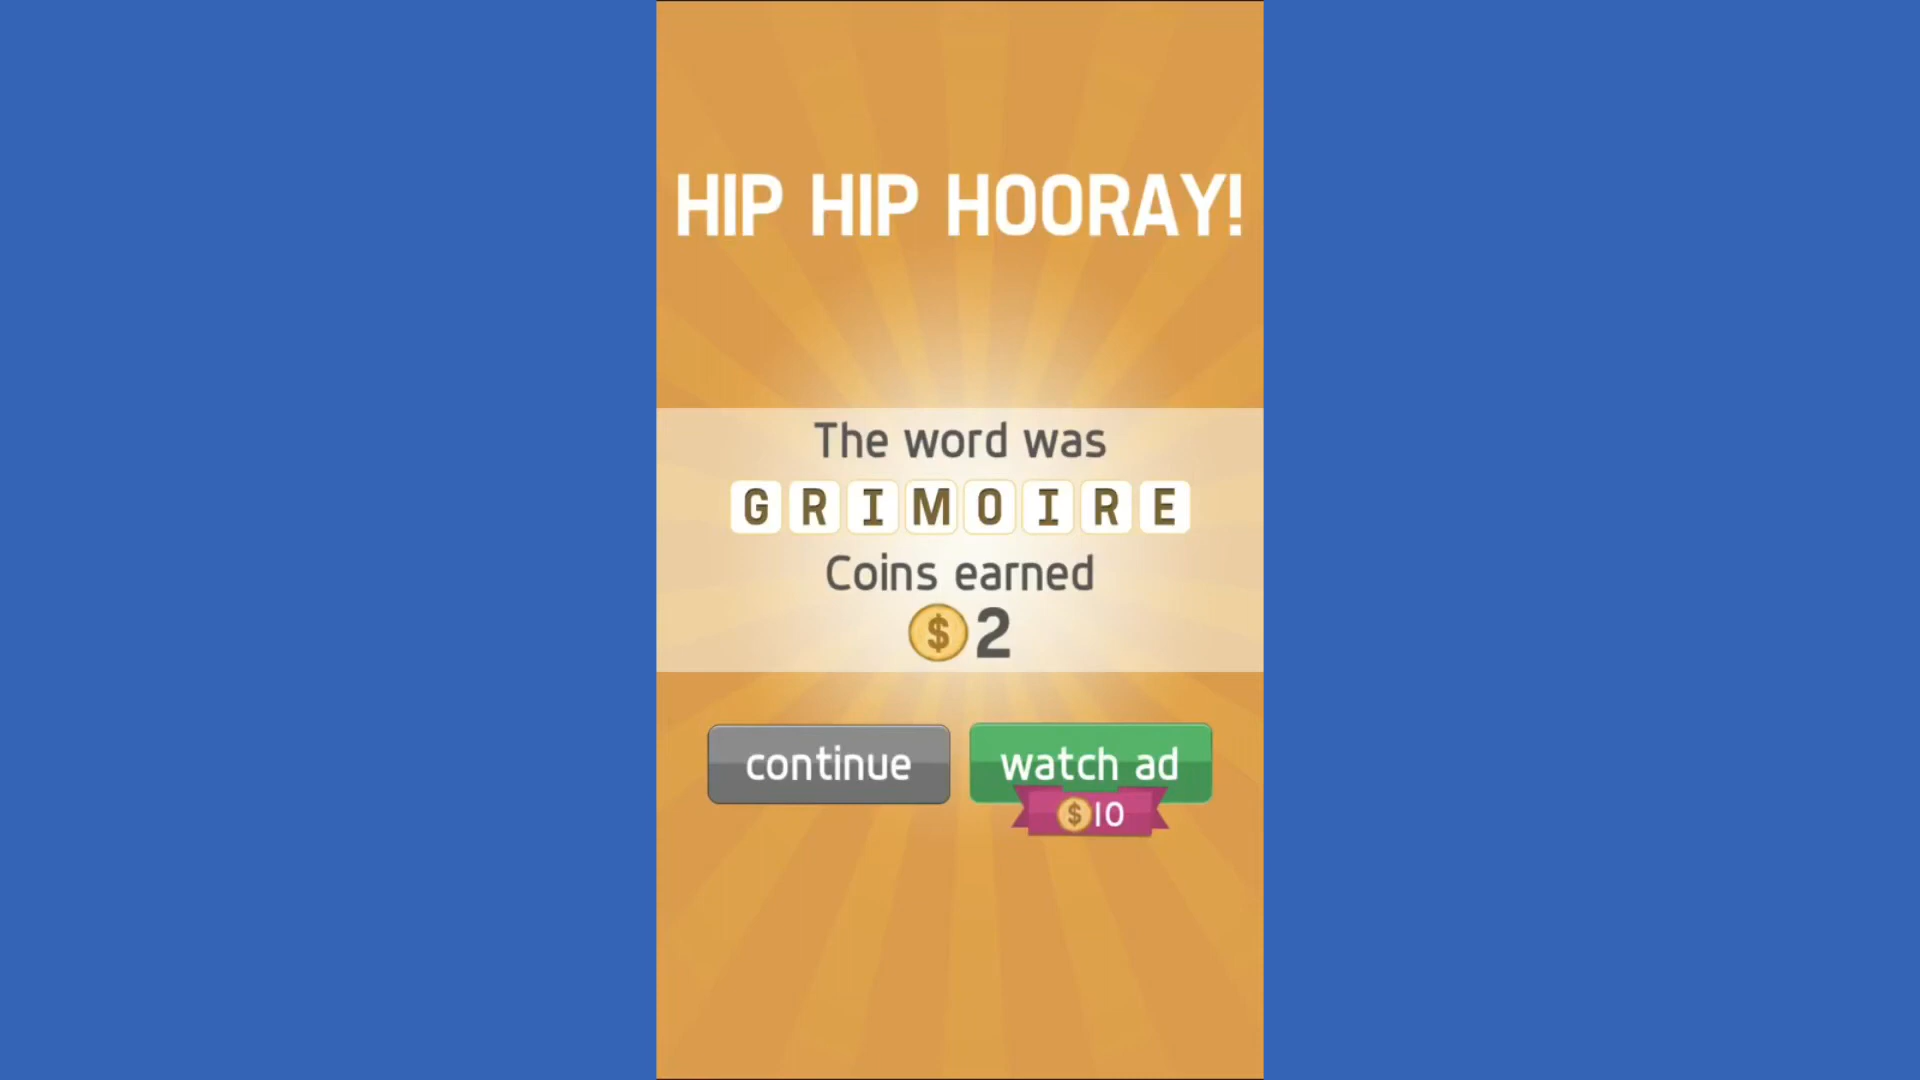 HIP HIP HOORAY!
The word was
GRIMOIRE
Coins earned
$ 2
continue
watch ad
$ 10